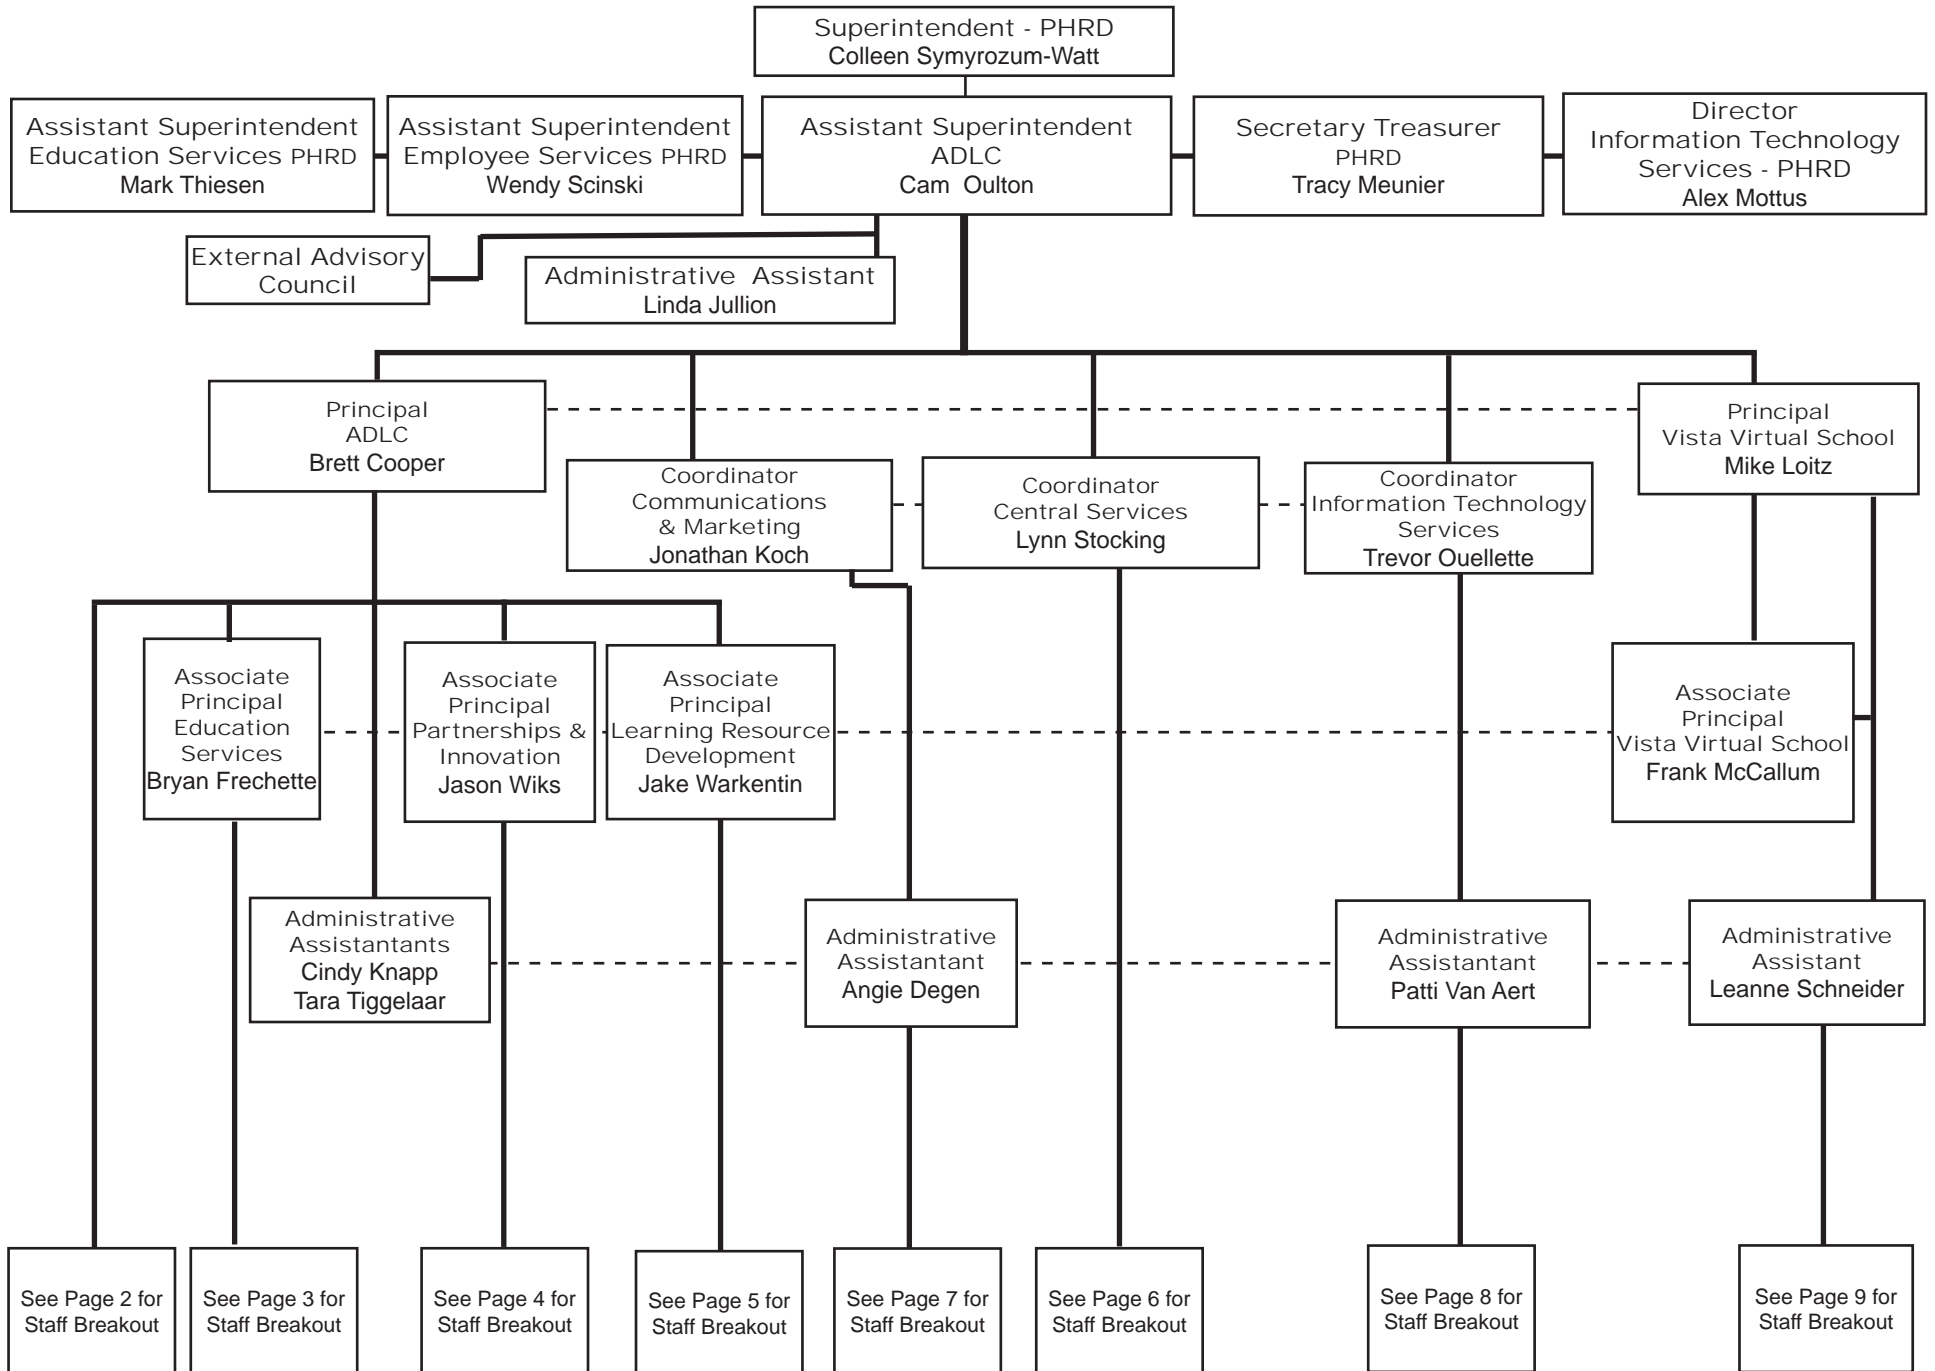 Superintendent - PHRD
Colleen Symyrozum-Watt
Assistant Superintendent
Education Services PHRD
Mark Thiesen
Assistant Superintendent
Employee Services PHRD
Wendy Scinski
Assistant Superintendent
ADLC
Cam Oulton
Secretary Treasurer
PHRD
Tracy Meunier
Director
Information Technology
Services - PHRD
Alex Mottus
External Advisory
Council
Administrative Assistant
Linda Jullion
Principal
ADLC
Brett Cooper
Coordinator
Communications
& Marketing
Jonathan Koch
Coordinator
Central Services
Lynn Stocking
Coordinator
Information Technology
Services
Trevor Ouellette
Principal
Vista Virtual School
Mike Loitz
Associate
Principal
Education
Services
Bryan Frechette
Associate
Principal
Partnerships &
Innovation
Jason Wiks
Associate
Principal
Learning Resource
Development
Jake Warkentin
Associate
Principal
Vista Virtual School
Frank McCallum
Administrative
Assistantants
Cindy Knapp
Tara Tiggelaar
Administrative
Assistantant
Angie Degen
Administrative
Assistantant
Patti Van Aert
Administrative
Assistant
Leanne Schneider
See Page 2 for
Staff Breakout
See Page 3 for
Staff Breakout
See Page 4 for
Staff Breakout
See Page 5 for
Staff Breakout
See Page 7 for
Staff Breakout
See Page 6 for
Staff Breakout
See Page 8 for
Staff Breakout
See Page 9 for
Staff Breakout